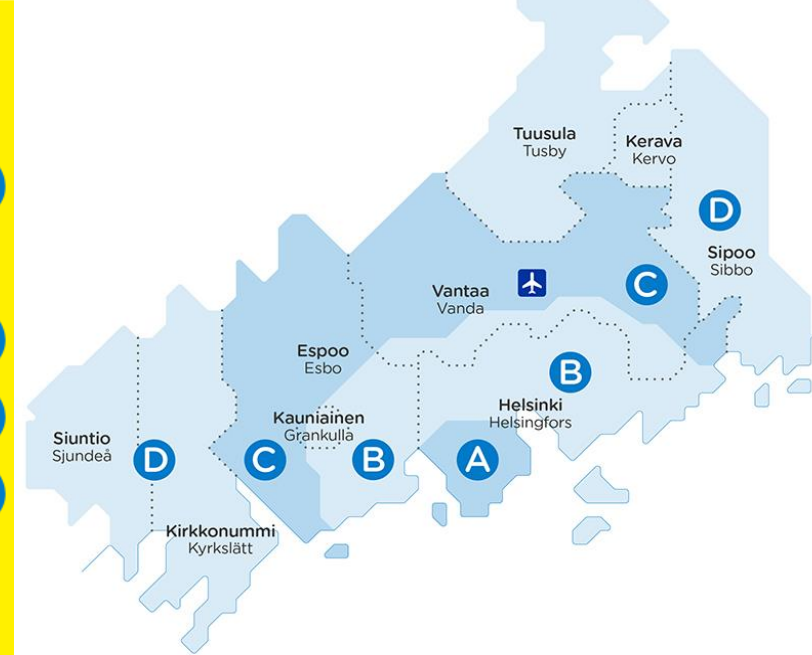 Tuusula
Tusby
Kerava
Kervo
D
Sipoo
Sibbo
C
Vantaa
Vanda
Espoo
Esbo
B
Helsinki
Helsingfors
Kauniainen
Grankulla
Siuntio
Sjundeå
D
C
B
A
Kirkkonummi
Kyrkslätt